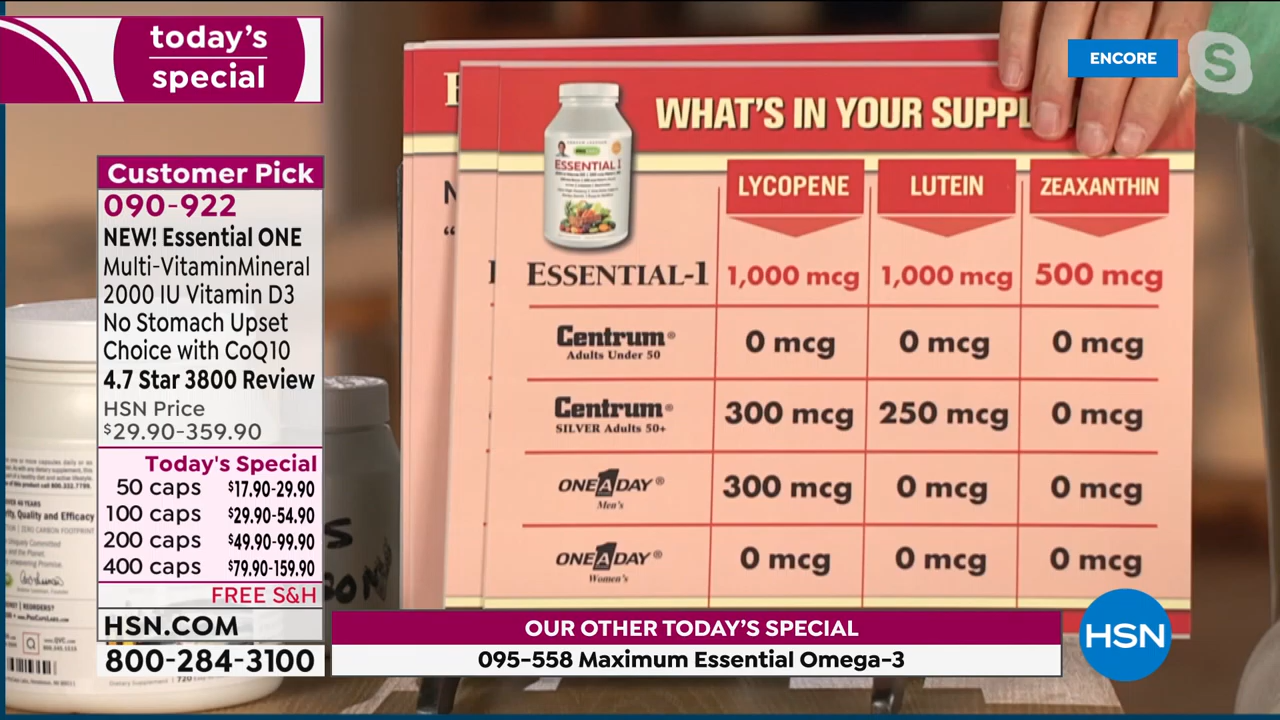 today's
special
Customer Pick
090-922
NEW! Essential ONE
Multi-VitaminMineral
2000 IU Vitamin D3
No Stomach Upset
Choice with CoQ10
4.7 Star 3800 Review
HSN Price
$29.90-359.90
Today's Special
50 caps $17.90-29.90
100 caps $29.90-54.90
200 caps $49.90-99.90
400 caps $79.90-159.90
FREE S&H
HSN.COM
800-284-3100
ENCORE
S
WHAT'S IN YOUR SUPPL
ESSENTIAL 1
LYCOPENE LUTEIN ZEAXANTHIN
ESSENTIAL-1 1,000 mcg 1,000 mcg 500 mcg
Centrum® 0 mcg 0 mcg 0 mcg
Adults Under 50
Centrum® 300 mcg 250 mcg 0 mcg
SILVER Adults 50+
ONE A DAY® 300 mcg 0 mcg 0 mcg
Men's
ONE A DAY® 0 mcg 0 mcg 0 mcg
Women's
Quality and Efficacy
OUR OTHER TODAY'S SPECIAL
095-558 Maximum Essential Omega-3
HSN